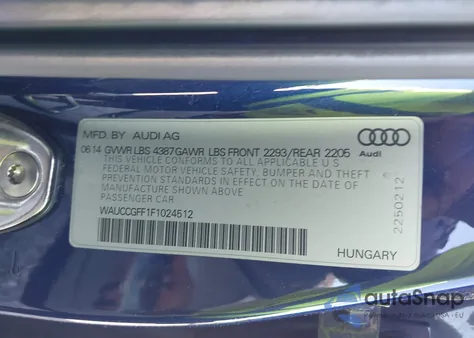 MFD. BY AUDI AG
06 14 GVWR LBS 4387 GAWR LBS FRONT 2293/REAR 2205
THIS VEHICLE CONFORMS TO ALL APPLICABLE U.S.
FEDERAL MOTOR VEHICLE SAFETY, BUMPER, AND THEFT
PREVENTION STANDARDS IN EFFECT ON THE DATE OF
MANUFACTURE SHOWN ABOVE.
PASSENGER CAR
WAUCCGFF1F1024512
HUNGARY
Audi
2250212
autoSnap